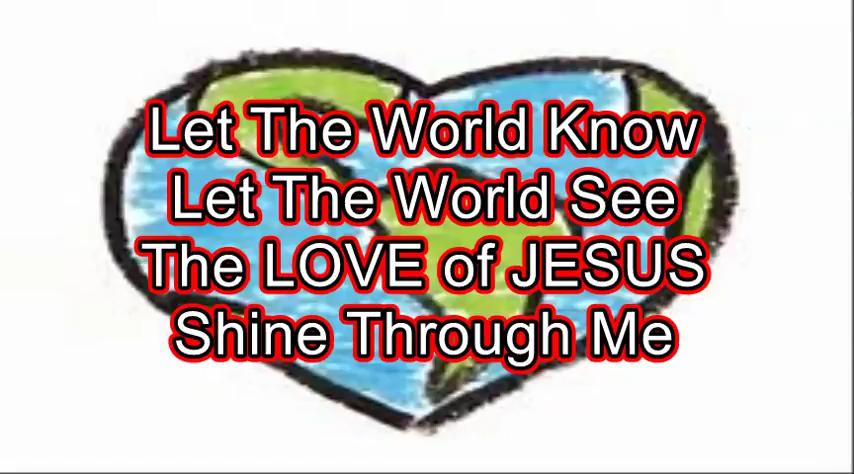 Let The World Know
Let The World See
The LOVE of JESUS
Shine Through Me